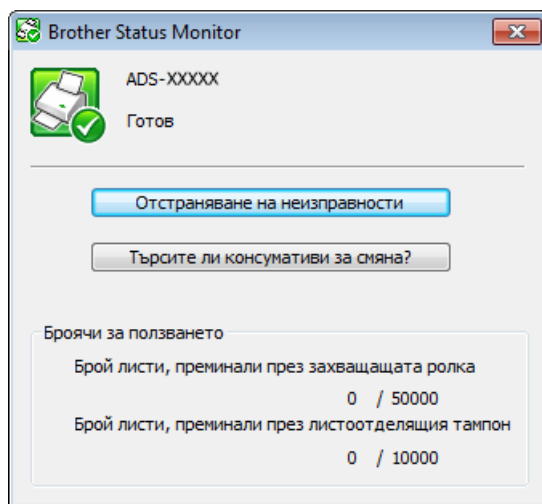 Brother Status Monitor
ADS-XXXXX
Готов
Отстраняване на неизправности
Търсите ли консумативи за смяна?
Броячи за ползването
Брой листи, преминали през захващащата ролка
0 / 50000
Брой листи, преминали през листоотделящия тампон
0 / 10000